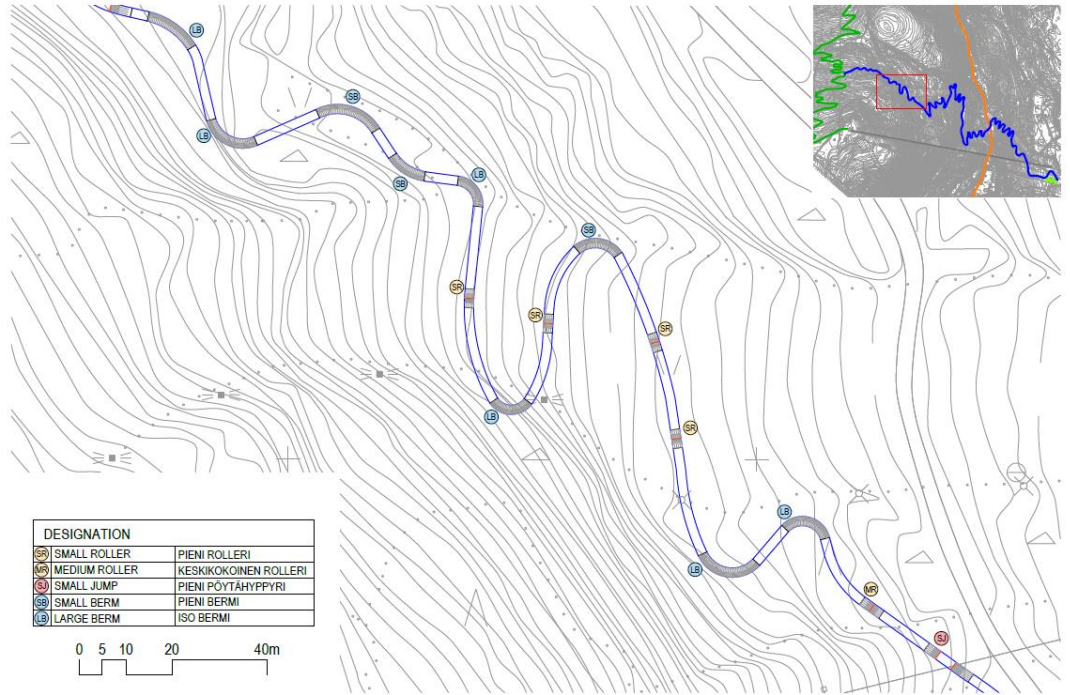 LB
SB
LB
SB
LB
SB
SR
SR
SR
LB
SR
LB
LB
MR
SJ
DESIGNATION
SR SMALL ROLLER PIENI ROLLERI
MR MEDIUM ROLLER KESKIKOKOINEN ROLLERI
SJ SMALL JUMP PIENI PÖYTÄHYPPYRI
SB SMALL BERM PIENI BERMI
LB LARGE BERM ISO BERMI
0 5 10 20 40m